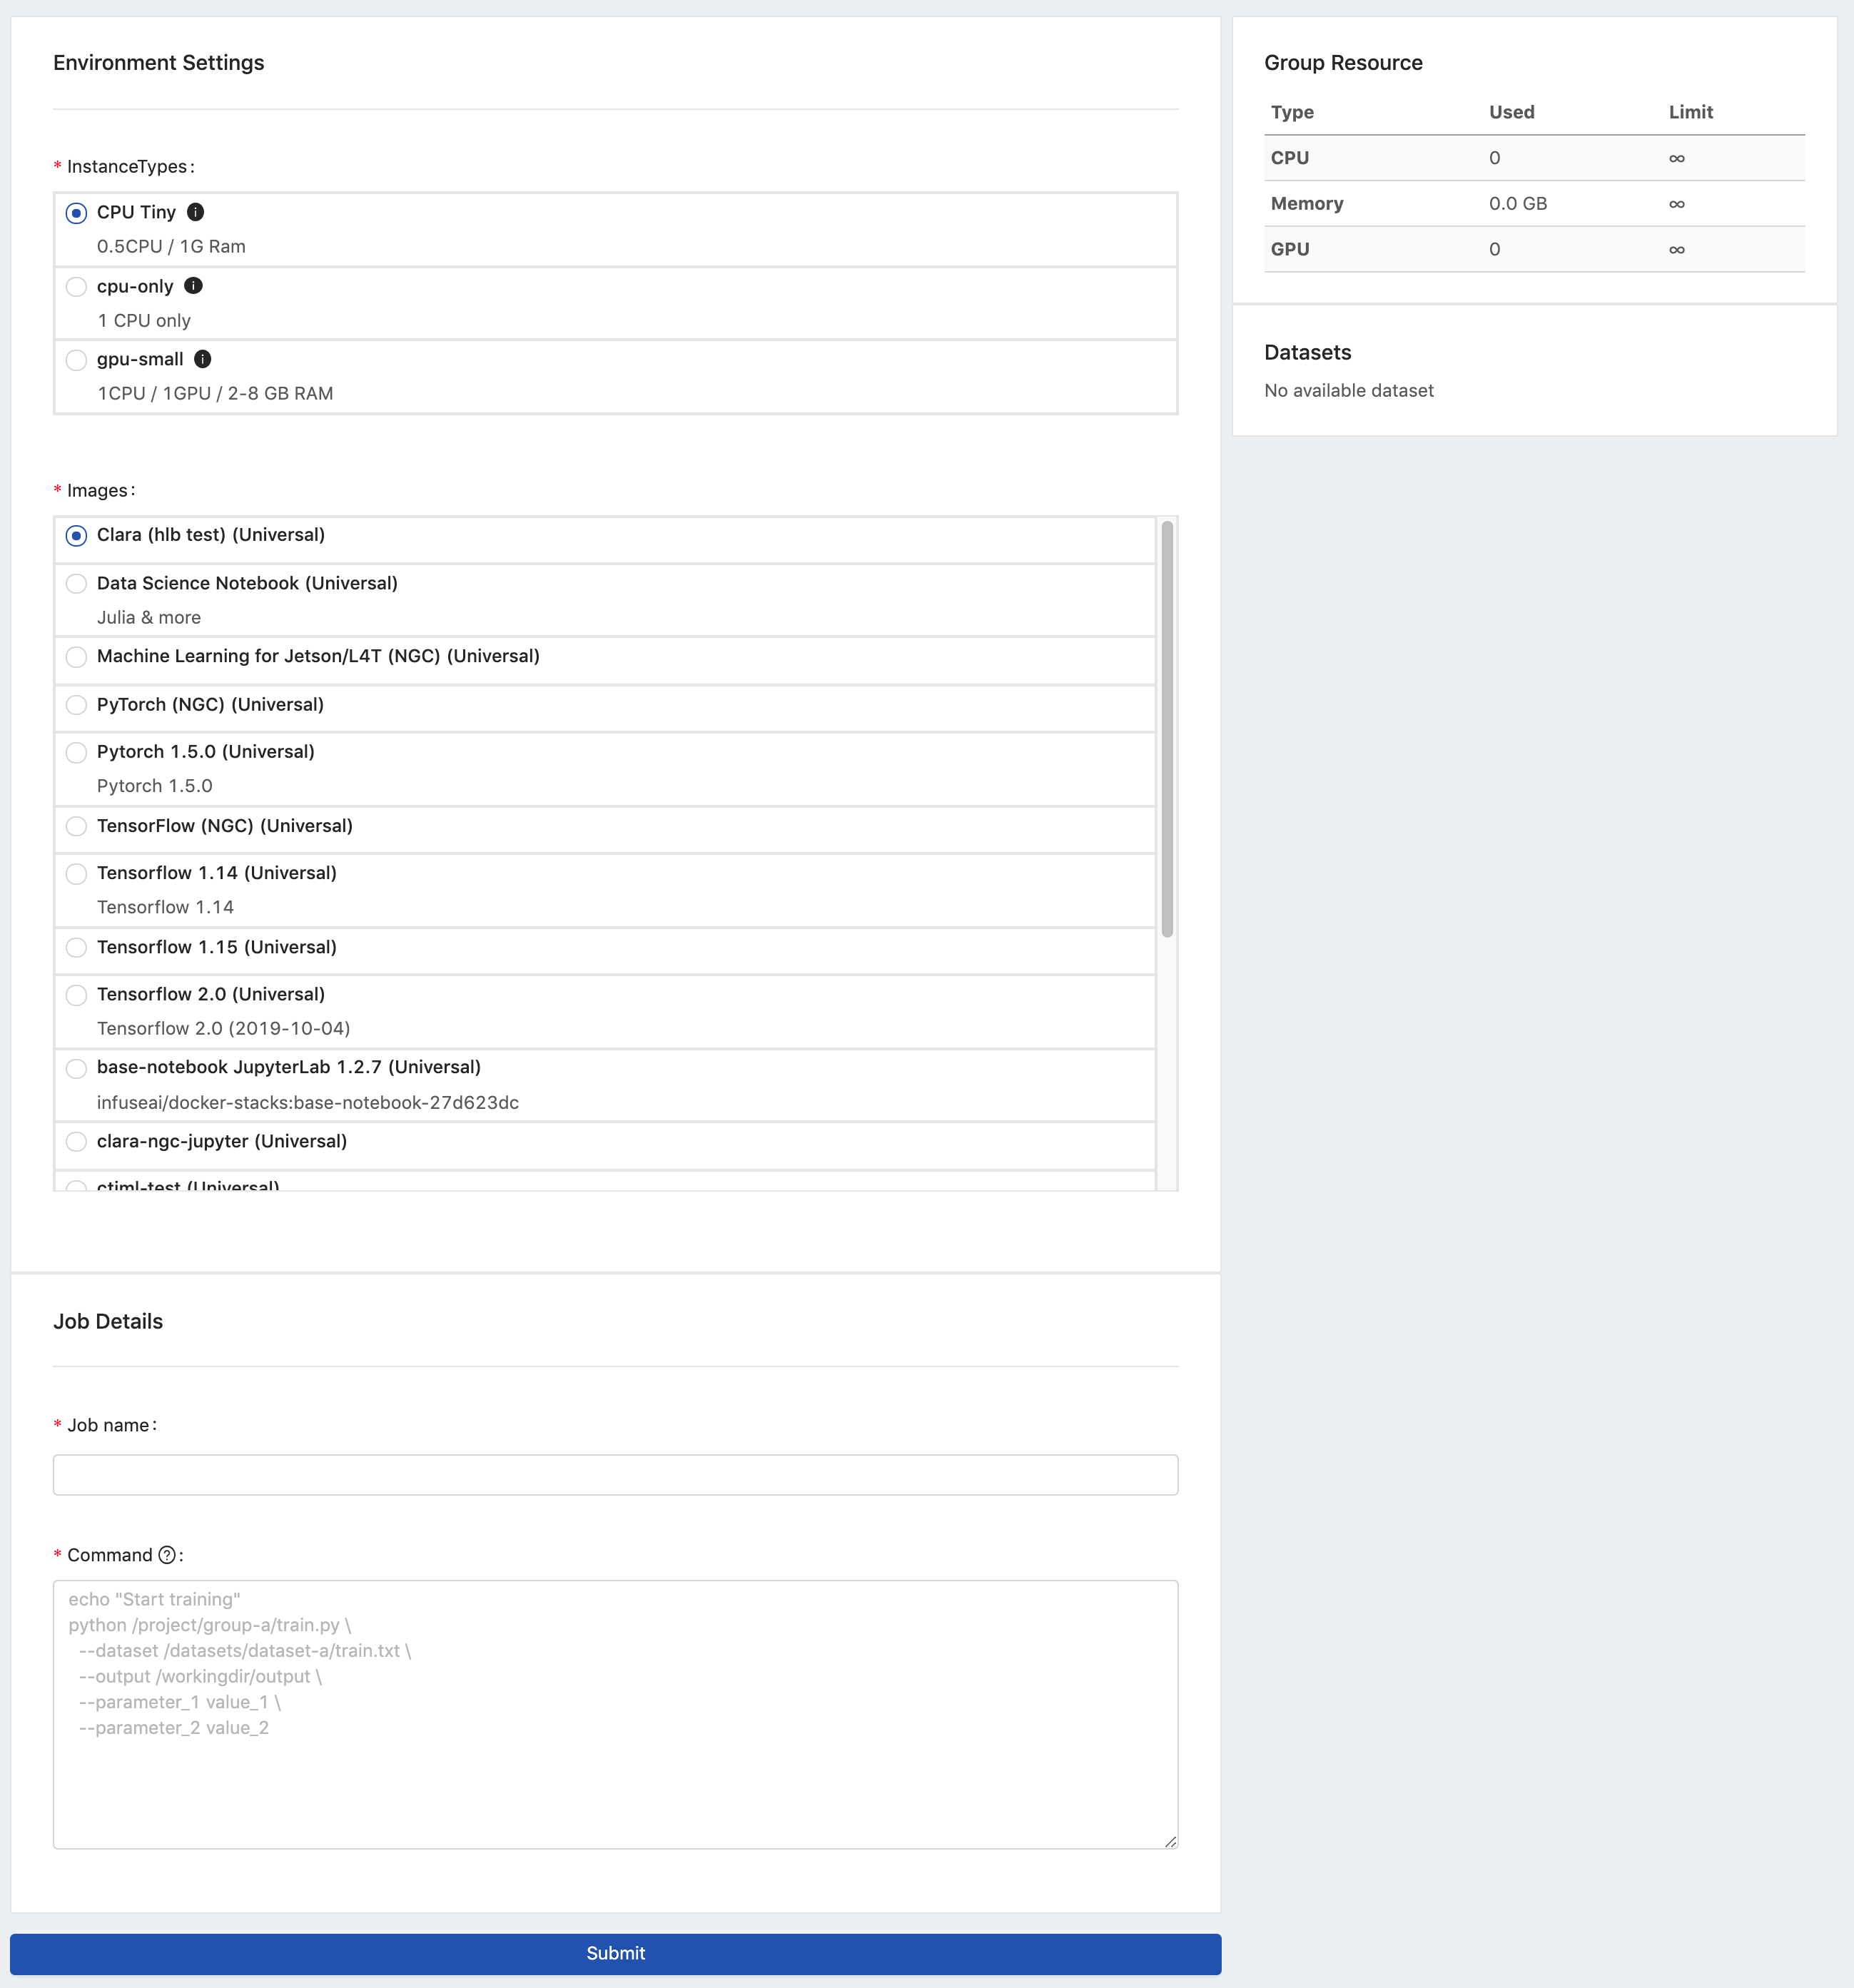 Environment Settings
* InstanceTypes:
CPU Tiny
0.5CPU / 1G Ram
cpu-only
1 CPU only
gpu-small
1CPU / 1GPU / 2-8 GB RAM
* Images:
Clara (hlb test) (Universal)
Data Science Notebook (Universal)
Julia & more
Machine Learning for Jetson/L4T (NGC) (Universal)
PyTorch (NGC) (Universal)
Pytorch 1.5.0 (Universal)
Pytorch 1.5.0
TensorFlow (NGC) (Universal)
Tensorflow 1.14 (Universal)
Tensorflow 1.14
Tensorflow 1.15 (Universal)
Tensorflow 2.0 (Universal)
Tensorflow 2.0 (2019-10-04)
base-notebook JupyterLab 1.2.7 (Universal)
infuseai/docker-stacks:base-notebook-27d623dc
clara-ngc-jupyter (Universal)
ctiml-test (Universal)
Job Details
* Job name:
* Command ?:
echo "Start training"
python /project/group-a/train.py \
--dataset /datasets/dataset-a/train.txt \
--output /workingdir/output \
--parameter_1 value_1 \
--parameter_2 value_2
Submit
Group Resource
Type Used Limit
CPU 0 ∞
Memory 0.0 GB ∞
GPU 0 ∞
Datasets
No available dataset